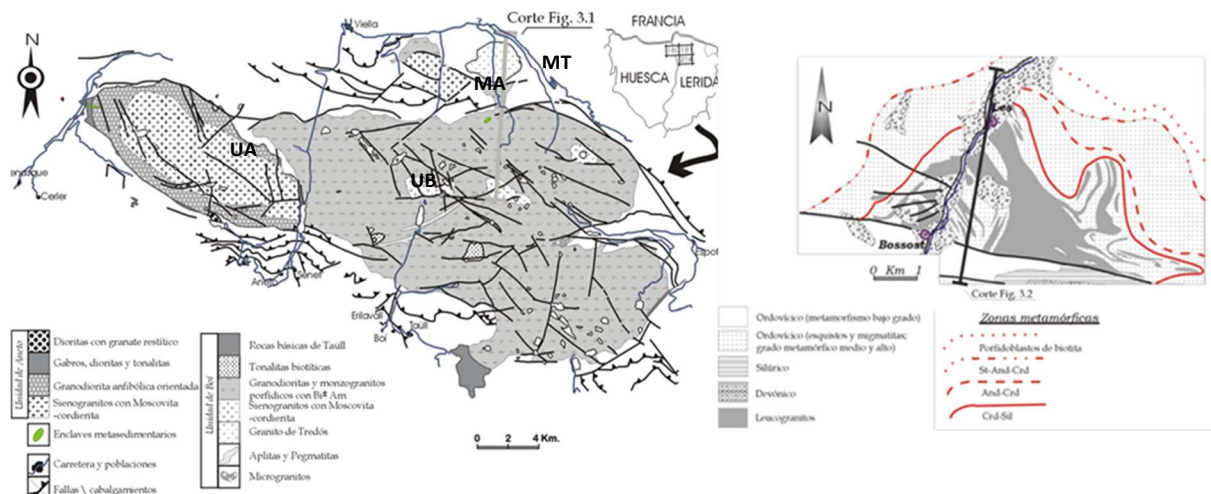 Corte Fig. 3.1
N
Viella
FRANCIA
HUESCA
LERIDA
MT
MA
UA
UB
Cerler
Senet
Erilavall
Boi
Taüll
0 2 4 Km.
Unidad de Aneto
Dioritas con granate restítico
Gabros, dioritas y tonalitas
Granodiorita anfibólica orientada
Sienogranitos con Moscovita
-cordierita
Enclaves metasedimentarios
Carretera y poblaciones
Fallas \ cabalgamientos
Unidad de Boí
Rocas básicas de Taüll
Tonalitas biotíticas
Granodioritas y monzogranitos
porfídicos con Bt± Am
Sienogranitos con Moscovita
-cordierita
Granito de Tredós
Aplitas y Pegmatitas
Microgranitos
N
Les
Bossost
0 Km 1
Corte Fig. 3.2
Ordovícico (metamorfismo bajo grado)
Ordovícico (esquistos y migmatitas;
grado metamórfico medio y alto)
Silúrico
Devónico
Leucogranitos
Zonas metamórficas
Porfidoblastos de biotita
St-And-Crd
And-Crd
Crd-Sil